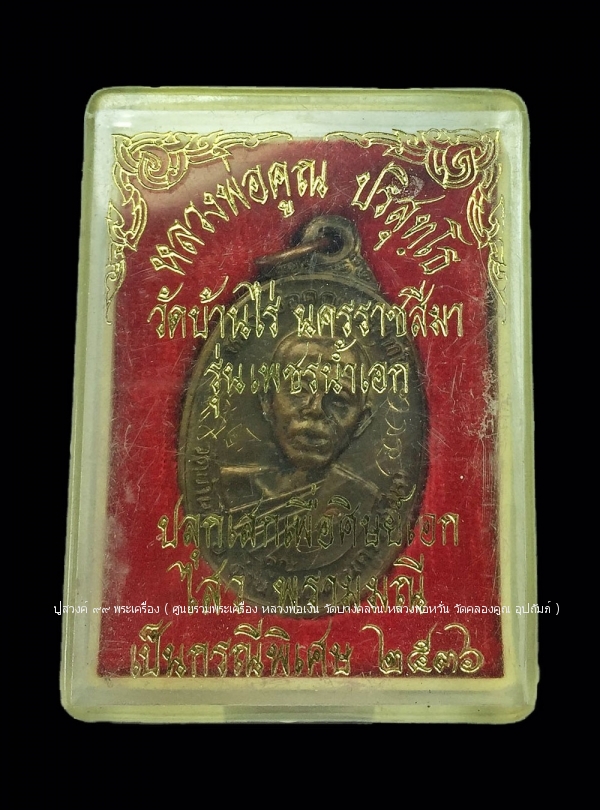 หลวงพ่อคูณ ปริสุทโธ
วัดบ้านไร่ นครราชสีมา
รุ่นเพชรน้ำเอก
ปลุกเสกเพื่อศิษย์เอก
ไสว พราหมณี
ปู่สวงค์ ๙๙ พระเครื่อง ( ศูนย์รวมพระเครื่อง หลวงพ่อเงิน วัดบางคลาน หลวงพ่อหวั่น วัดคลองคูณ อุปถัมภ์ )
เป็นกรณีพิเศษ ๒๕๓๖